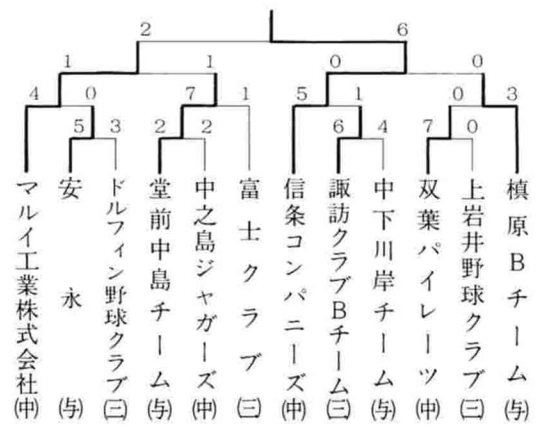 2 6
1 1 0 0
4 0 7 1 5 1 0 3
5 3 2 2 6 4 7 0
マルイ工業株式会社(中)
安永(与)
ドルフィン野球クラブ(三)
堂前中島チーム(与)
中之島ジャガーズ(中)
富士クラブ(三)
信条コンパニーズ(中)
諏訪クラブBチーム(三)
中下川岸チーム(与)
双葉パイレーツ(中)
上岩井野球クラブ(三)
槙原Bチーム(与)